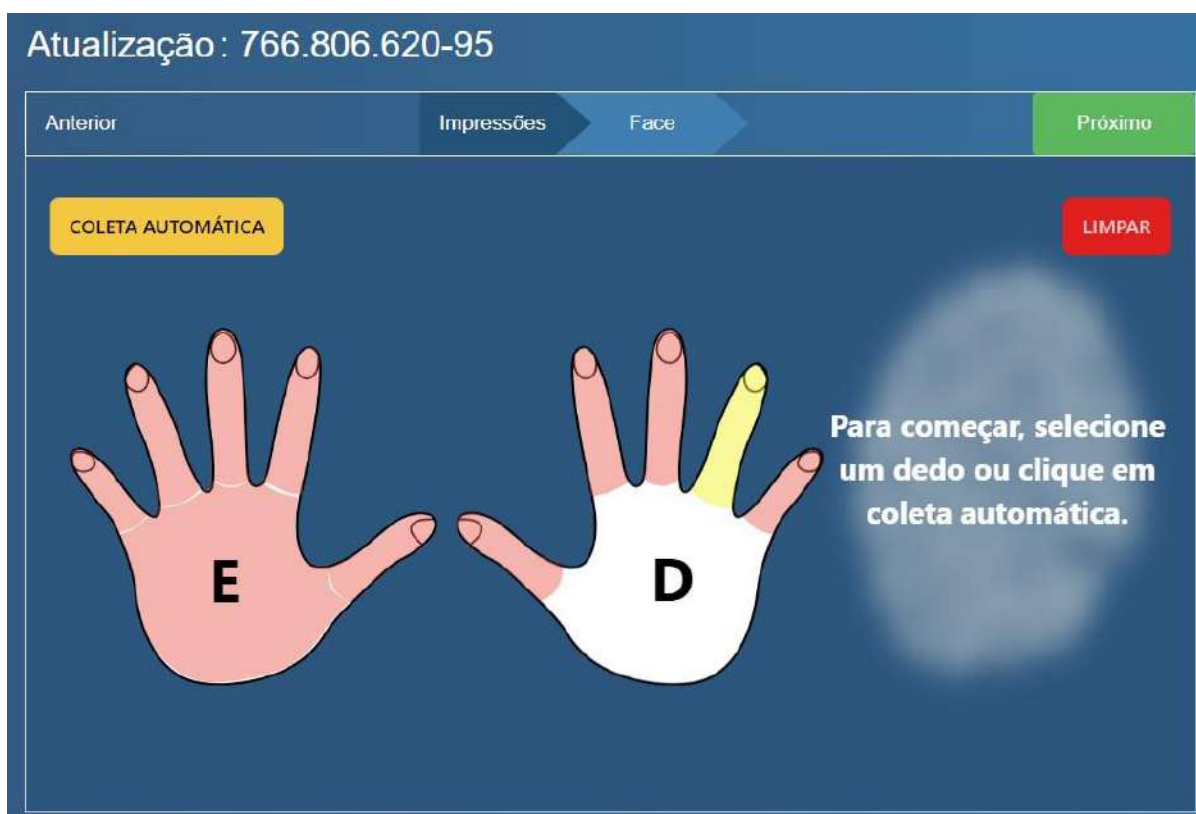 Atualização : 766.806.620-95
Anterior
Impressões
Face
Próximo
COLETA AUTOMÁTICA
LIMPAR
Para começar, selecione
um dedo ou clique em
coleta automática.
E
D